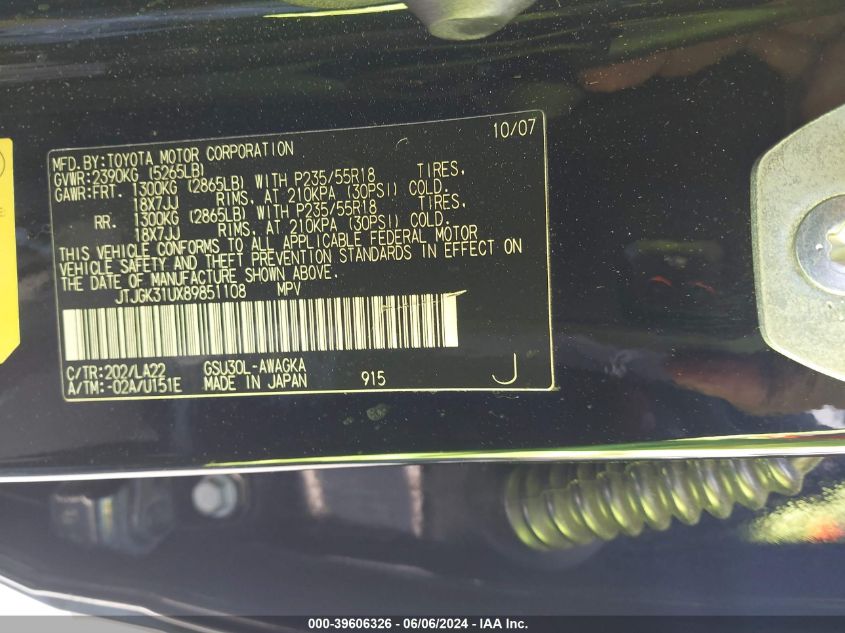 10/07
MFD.BY:TOYOTA MOTOR CORPORATION
GVWR:2390KG (5265LB)
GAWR:FRT. 1300KG (2865LB) WITH P235/55R18 TIRES,
18X7JJ RIMS, AT 210KPA (30PSI) COLD.
RR. 1300KG (2865LB) WITH P235/55R18 TIRES,
18X7JJ RIMS, AT 210KPA (30PSI) COLD.
THIS VEHICLE CONFORMS TO ALL APPLICABLE FEDERAL MOTOR
VEHICLE SAFETY AND THEFT PREVENTION STANDARDS IN EFFECT ON
THE DATE OF MANUFACTURE SHOWN ABOVE.
JTJGK31UX89851108 MPV
C/TR:202/LA22 GSU30L-AWAGKA
A/TM:-02A/U151E MADE IN JAPAN 915 J
000-39606326 - 06/06/2024 - IAA Inc.